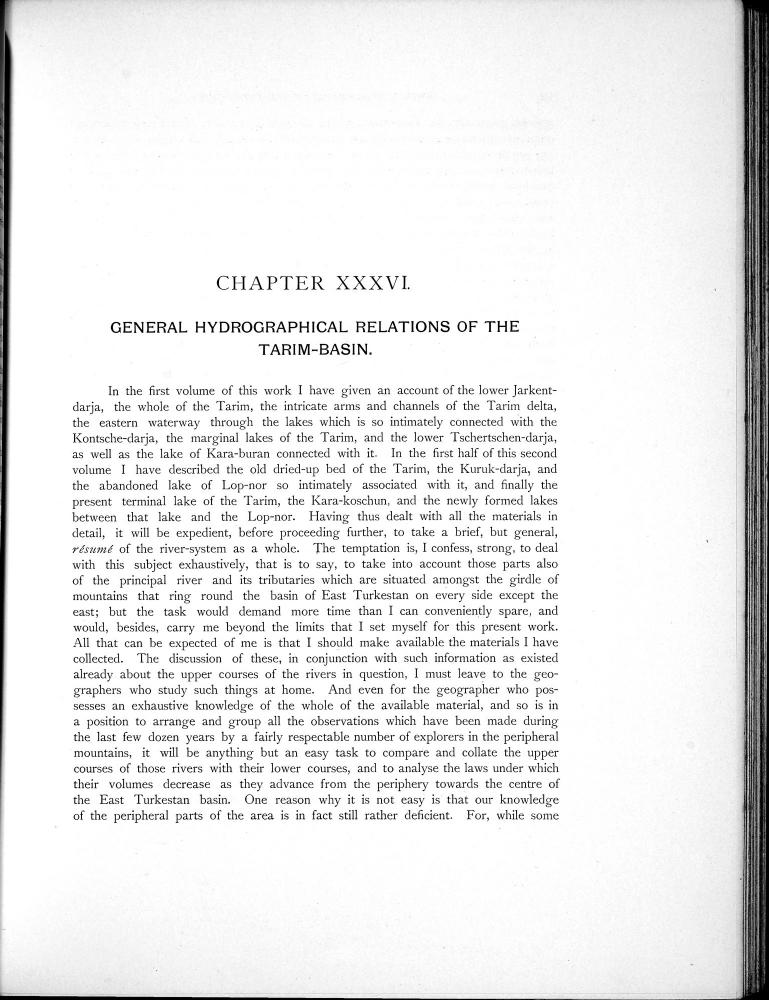 CHAPTER XXXVI.
GENERAL HYDROGRAPHICAL RELATIONS OF THE
TARIM-BASIN.
In the first volume of this work I have given an account of the lower Jarkent-
darja, the whole of the Tarim, the intricate arms and channels of the Tarim delta,
the eastern waterway through the lakes which is so intimately connected with the
Kontsche-darja, the marginal lakes of the Tarim, and the lower Tschertschen-darja,
as well as the lake of Kara-buran connected with it. In the first half of this second
volume I have described the old dried-up bed of the Tarim, the Kuruk-darja, and
the abandoned lake of Lop-nor so intimately associated with it, and finally the
present terminal lake of the Tarim, the Kara-koschun, and the newly formed lakes
between that lake and the Lop-nor. Having thus dealt with all the materials in
detail, it will be expedient, before proceeding further, to take a brief, but general,
résumé of the river-system as a whole. The temptation is, I confess, strong, to deal
with this subject exhaustively, that is to say, to take into account those parts also
of the principal river and its tributaries which are situated amongst the girdle of
mountains that ring round the basin of East Turkestan on every side except the
east; but the task would demand more time than I can conveniently spare, and
would, besides, carry me beyond the limits that I set myself for this present work.
All that can be expected of me is that I should make available the materials I have
collected. The discussion of these, in conjunction with such information as existed
already about the upper courses of the rivers in question, I must leave to the geo-
graphers who study such things at home. And even for the geographer who pos-
sesses an exhaustive knowledge of the whole of the available material, and so is in
a position to arrange and group all the observations which have been made during
the last few dozen years by a fairly respectable number of explorers in the peripheral
mountains, it will be anything but an easy task to compare and collate the upper
courses of those rivers with their lower courses, and to analyse the laws under which
their volumes decrease as they advance from the periphery towards the centre of
the East Turkestan basin. One reason why it is not easy is that our knowledge
of the peripheral parts of the area is in fact still rather deficient. For, while some